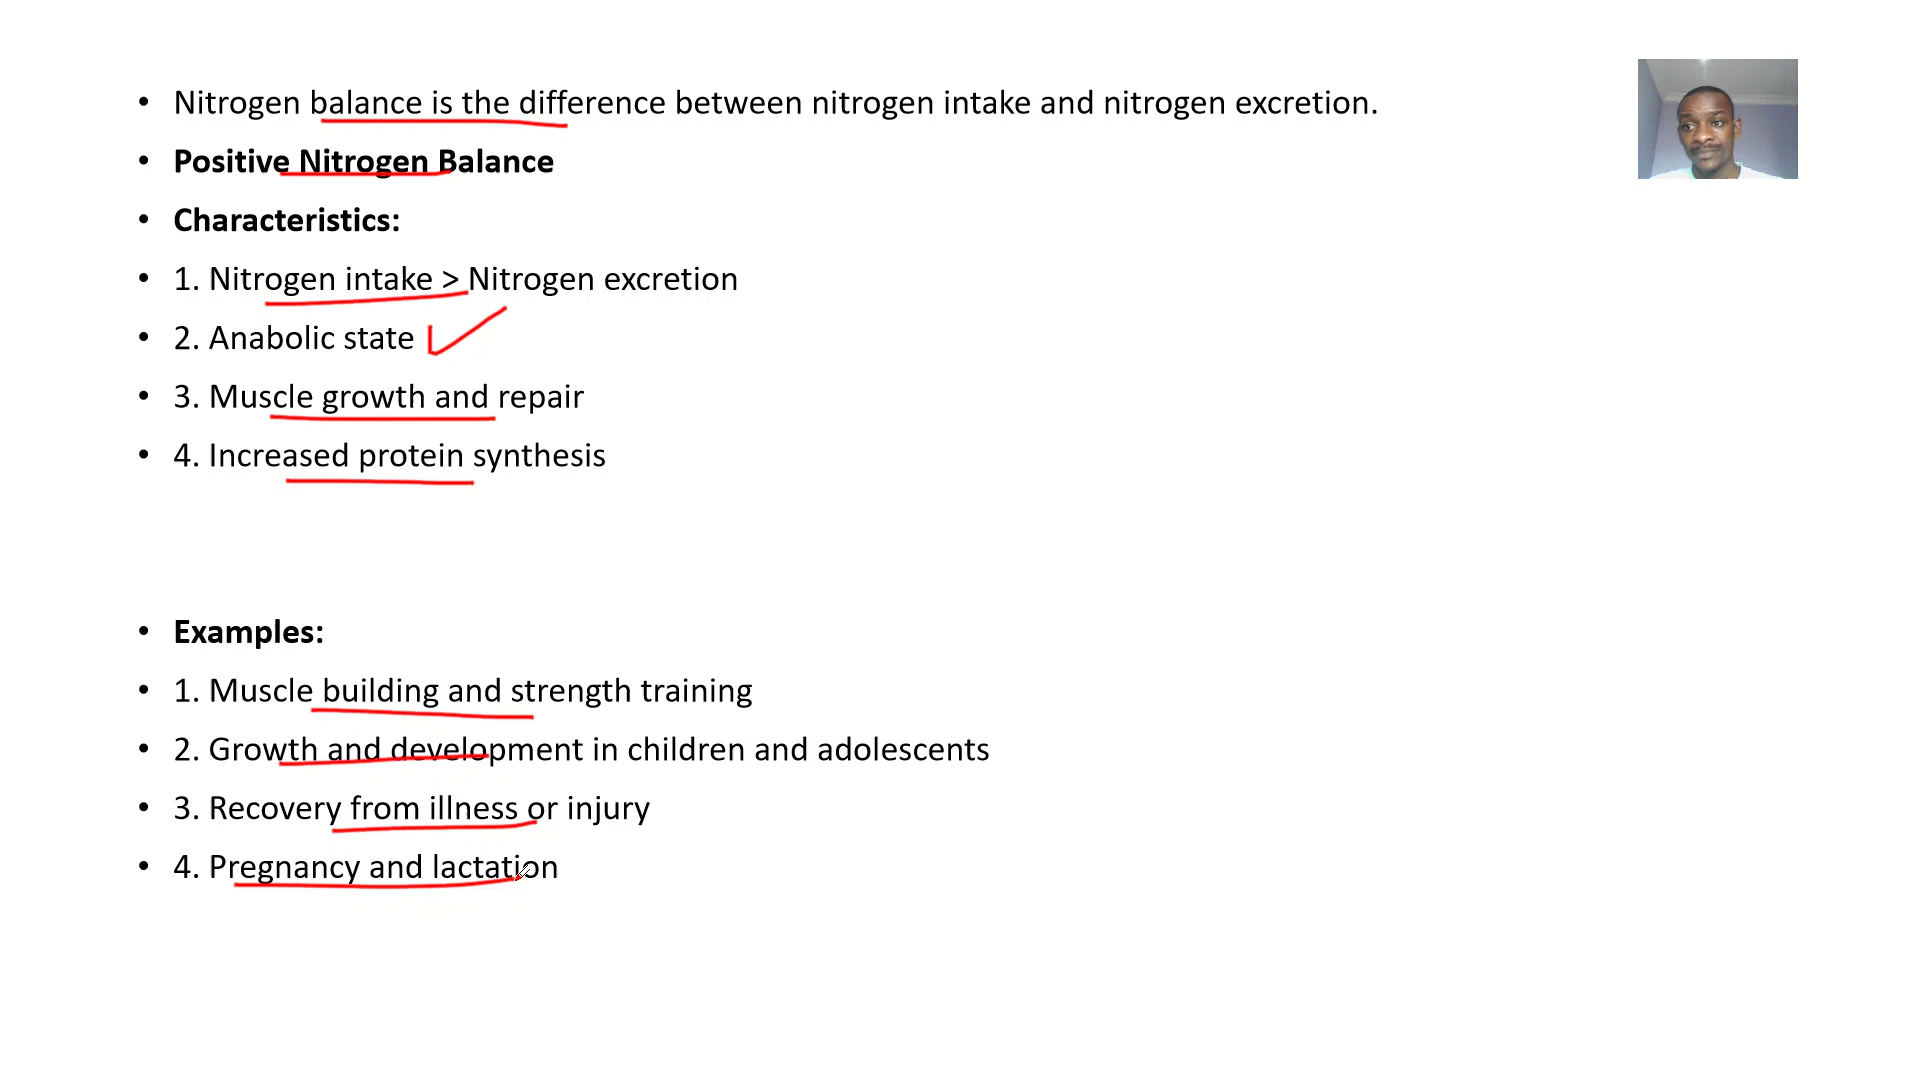 • Nitrogen balance is the difference between nitrogen intake and nitrogen excretion.
• Positive Nitrogen Balance
• Characteristics:
• 1. Nitrogen intake > Nitrogen excretion
• 2. Anabolic state
• 3. Muscle growth and repair
• 4. Increased protein synthesis
• Examples:
• 1. Muscle building and strength training
• 2. Growth and development in children and adolescents
• 3. Recovery from illness or injury
• 4. Pregnancy and lactation